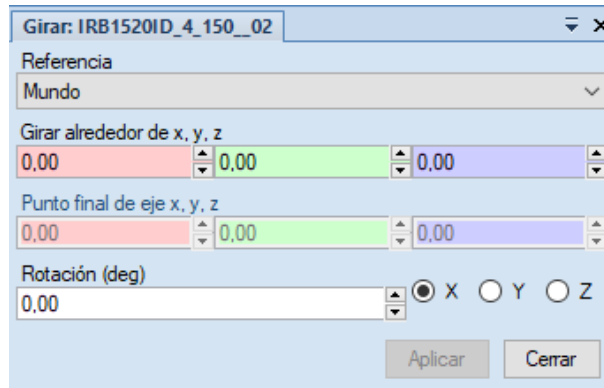 Girar: IRB1520ID_4_150__02
Referencia
Mundo
Girar alrededor de x, y, z
0,00 0,00 0,00
Punto final de eje x, y, z
0,00 0,00 0,00
Rotación (deg)
0,00 X Y Z
Aplicar Cerrar